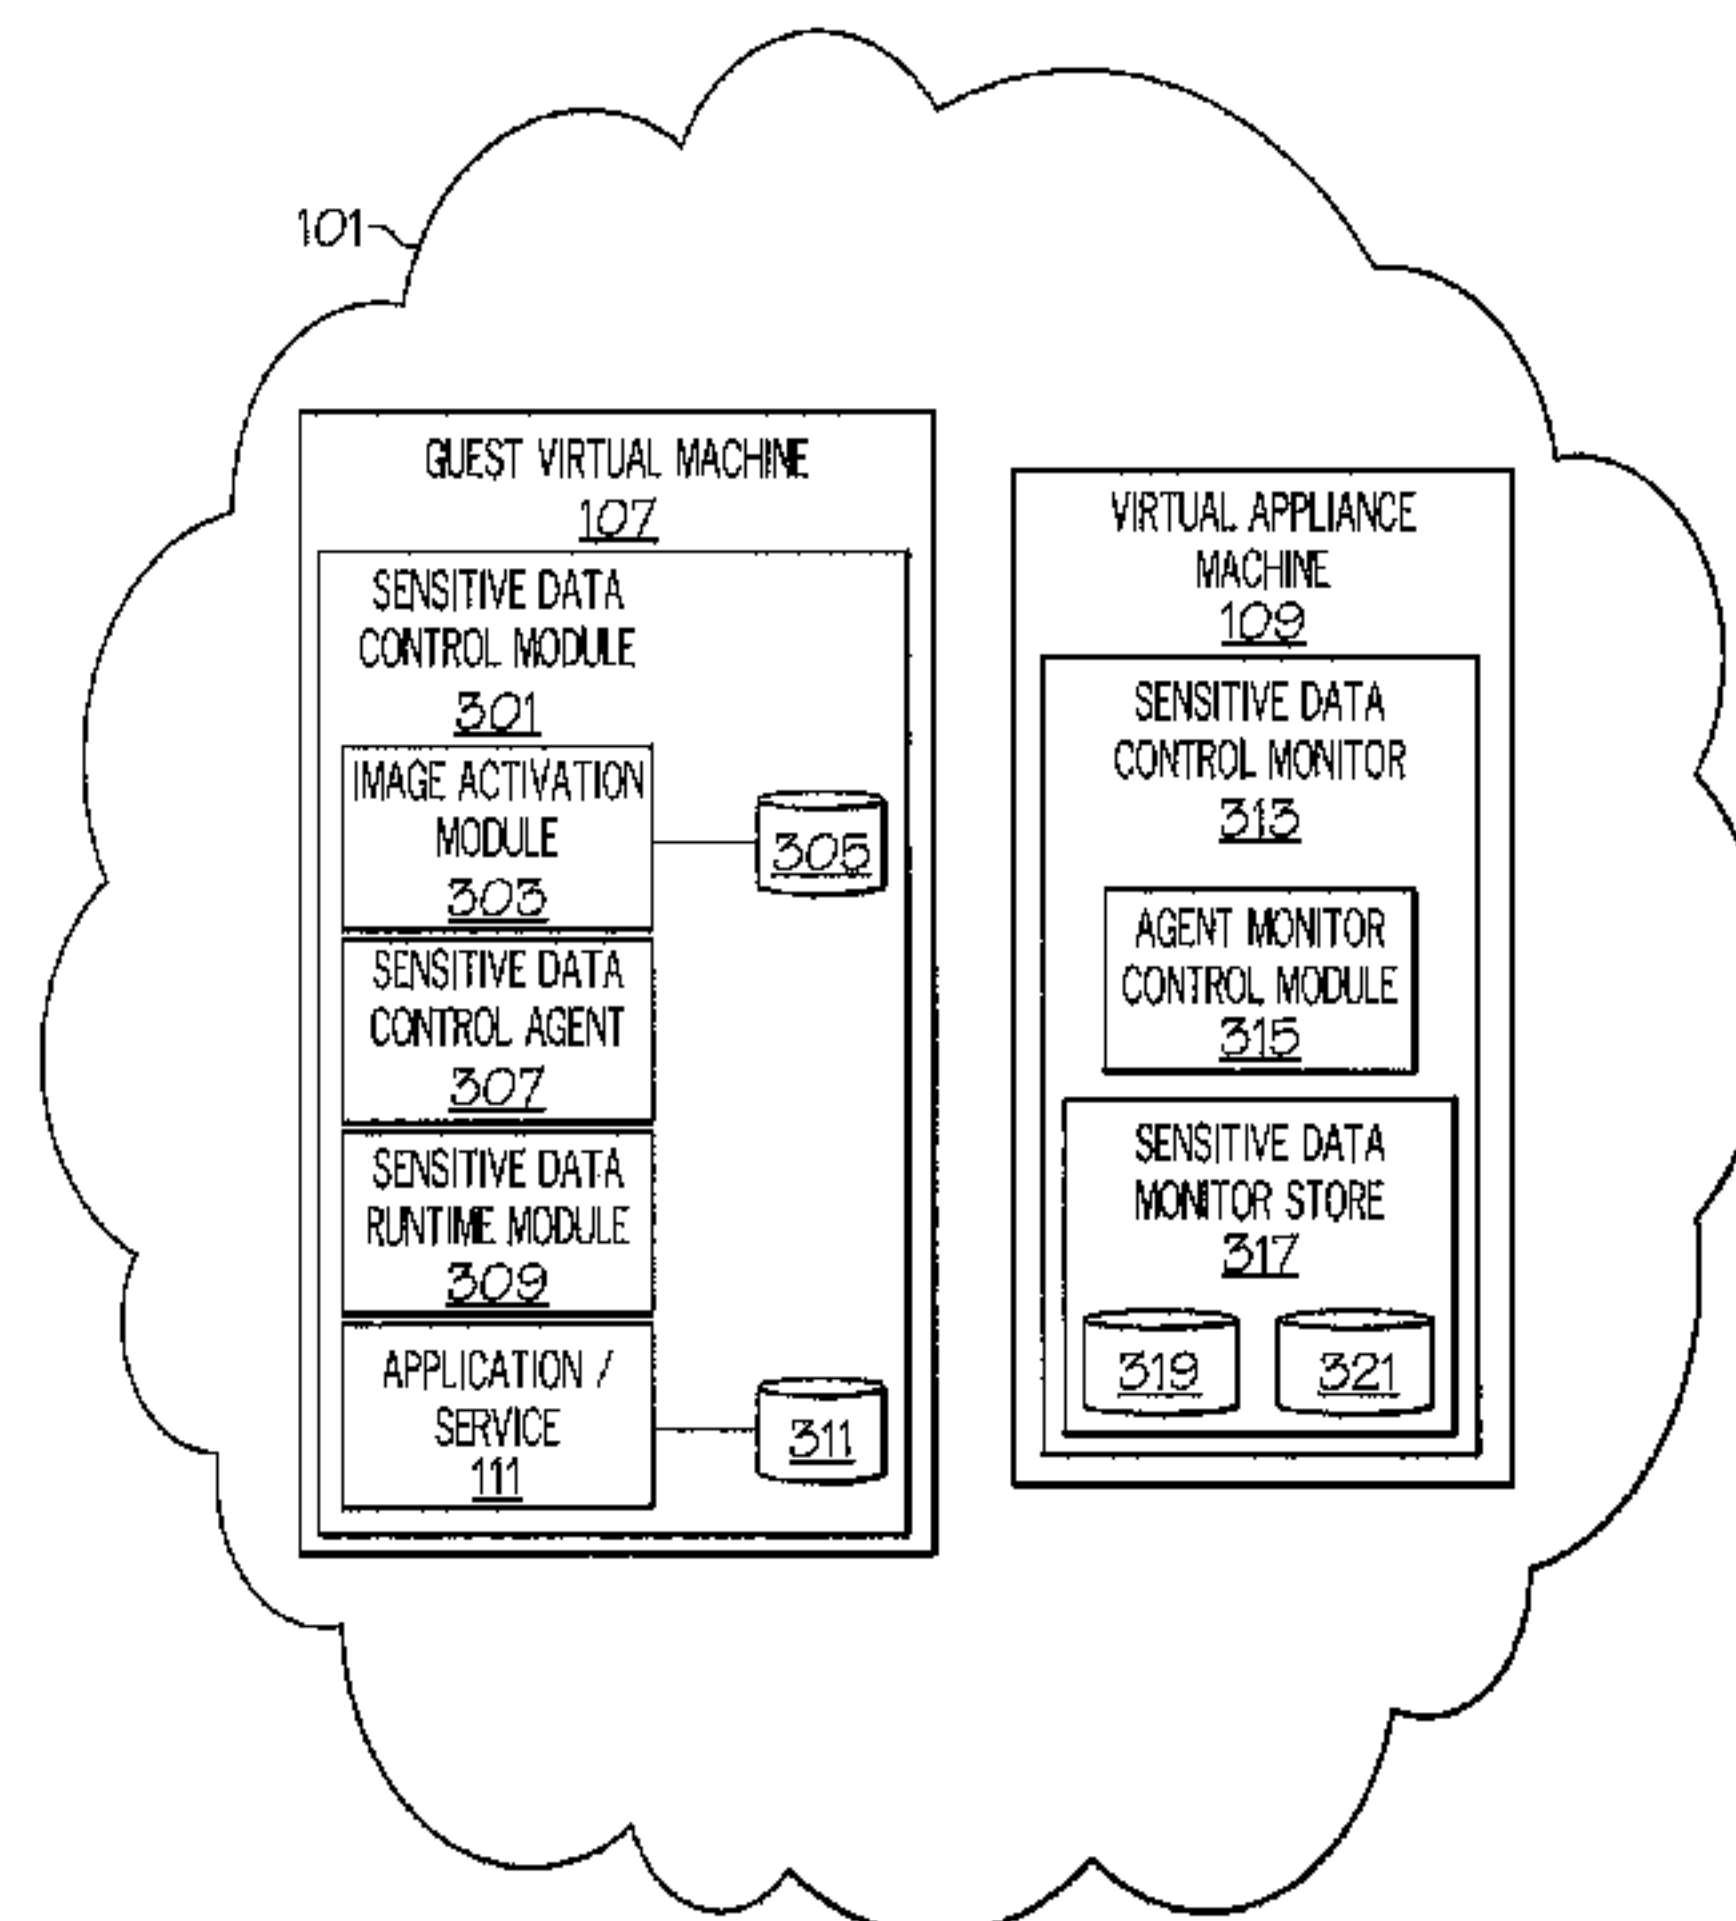 101
GUEST VIRTUAL MACHINE
107
SENSITIVE DATA
CONTROL MODULE
301
IMAGE ACTIVATION
MODULE
303
305
SENSITIVE DATA
CONTROL AGENT
307
SENSITIVE DATA
RUNTIME MODULE
309
APPLICATION /
SERVICE
111
311
VIRTUAL APPLIANCE
MACHINE
109
SENSITIVE DATA
CONTROL MONITOR
313
AGENT MONITOR
CONTROL MODULE
315
SENSITIVE DATA
MONITOR STORE
317
319
321